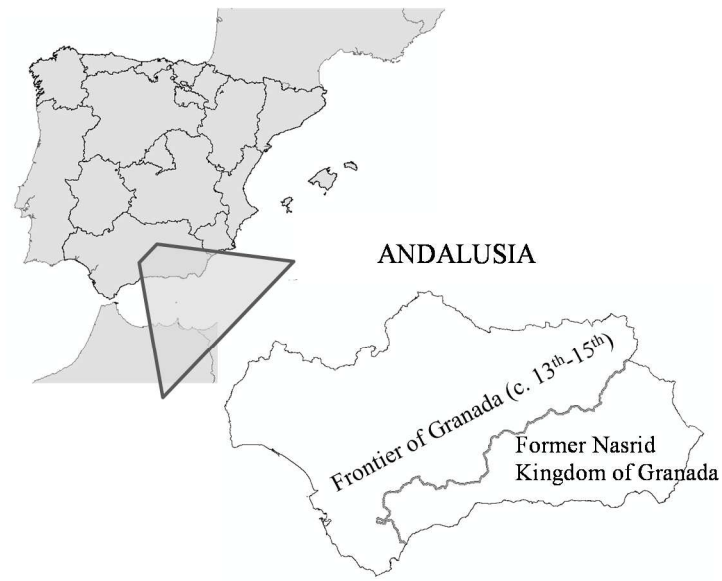 ANDALUSIA
Frontier of Granada (c. 13th-15th)
Former Nasrid
Kingdom of Granada